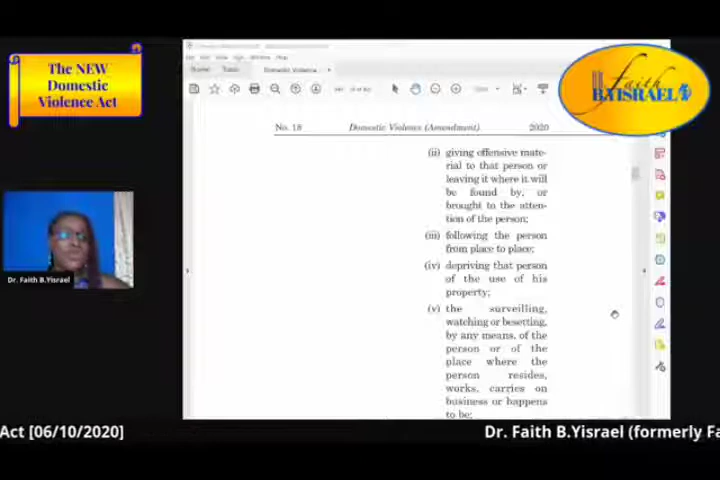 The NEW
Domestic
Violence Act
Faith
B.YISRAEL
Home
Tools
Domestic Violence
No. 18 Domestic Violence (Amendment) 2020
(ii) giving offensive mate-
rial to that person or
leaving it where it will
be found by, or
brought to the atten-
tion of the person;
(iii) following the person
from place to place;
(iv) depriving that person
of the use of his
property;
(v) the surveilling,
watching or besetting,
by any means, of the
person or of the
place where the
person resides,
works, carries on
business or happens
to be;
Dr. Faith B.Yisrael
Act [06/10/2020]
Dr. Faith B.Yisrael (formerly Fa